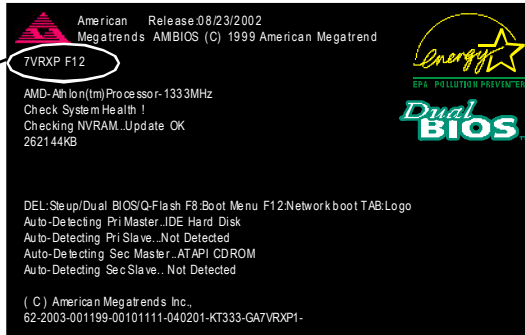 American Release:08/23/2002
Megatrends AMIBIOS (C) 1999 American Megatrend
7VRXP F12
energy
EPA POLLUTION PREVENTER
AMD-Athlon(tm)Processor-1333MHz
Check System Health !
Checking NVRAM...Update OK
262144KB
Dual
BIOS
DEL:Steup/Dual BIOS/Q-Flash F8:Boot Menu F12:Network boot TAB:Logo
Auto-Detecting Pri Master..IDE Hard Disk
Auto-Detecting Pri Slave...Not Detected
Auto-Detecting Sec Master..ATAPI CDROM
Auto-Detecting Sec Slave.. Not Detected
( C ) American Megatrends Inc.,
62-2003-001199-00101111-040201-KT333-GA7VRXP1-